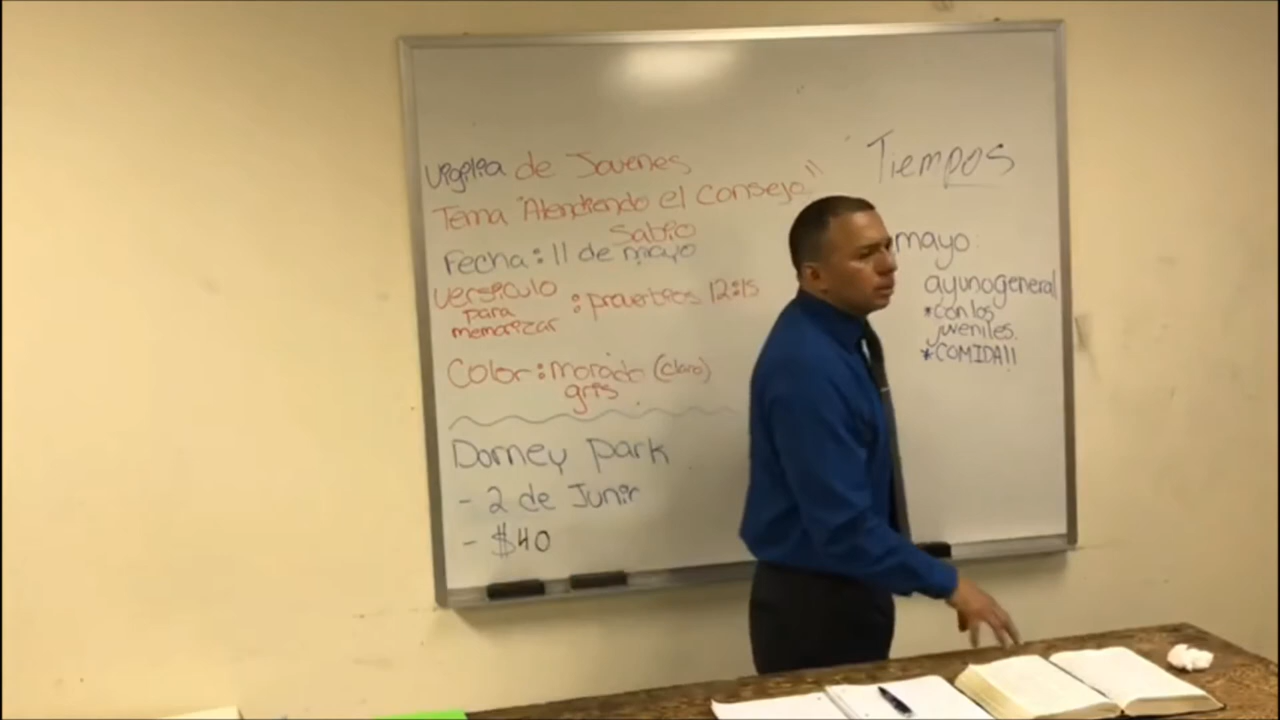 Vigilia de Jovenes
Tema "Atendiendo el Consejo"
Sabio
Fecha: 11 de mayo
versiculo
para
memorizar
: proverbios 12:15
Color: morado (claro)
gris
Dorney Park
- 2 de Junio
- $40
Tiempos
mayo
ayuno general
*con los
juveniles.
*COMIDA!!